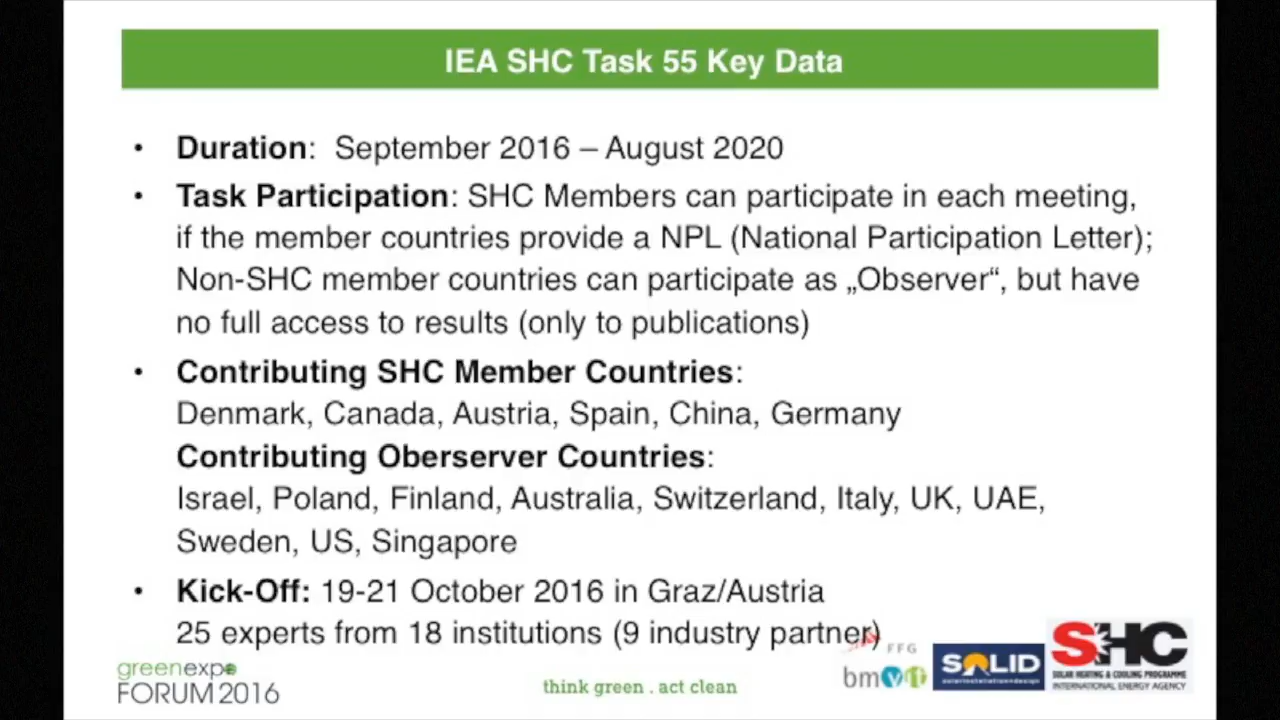 IEA SHC Task 55 Key Data
• Duration: September 2016 – August 2020
• Task Participation: SHC Members can participate in each meeting,
if the member countries provide a NPL (National Participation Letter);
Non-SHC member countries can participate as „Observer“, but have
no full access to results (only to publications)
• Contributing SHC Member Countries:
Denmark, Canada, Austria, Spain, China, Germany
Contributing Oberserver Countries:
Israel, Poland, Finland, Australia, Switzerland, Italy, UK, UAE,
Sweden, US, Singapore
• Kick-Off: 19-21 October 2016 in Graz/Austria
25 experts from 18 institutions (9 industry partner)
greenexpo
FORUM 2016
think green . act clean
FFG
bmvit
SOLID
SHC
SOLAR HEATING & COOLING PROGRAMME
INTERNATIONAL ENERGY AGENCY